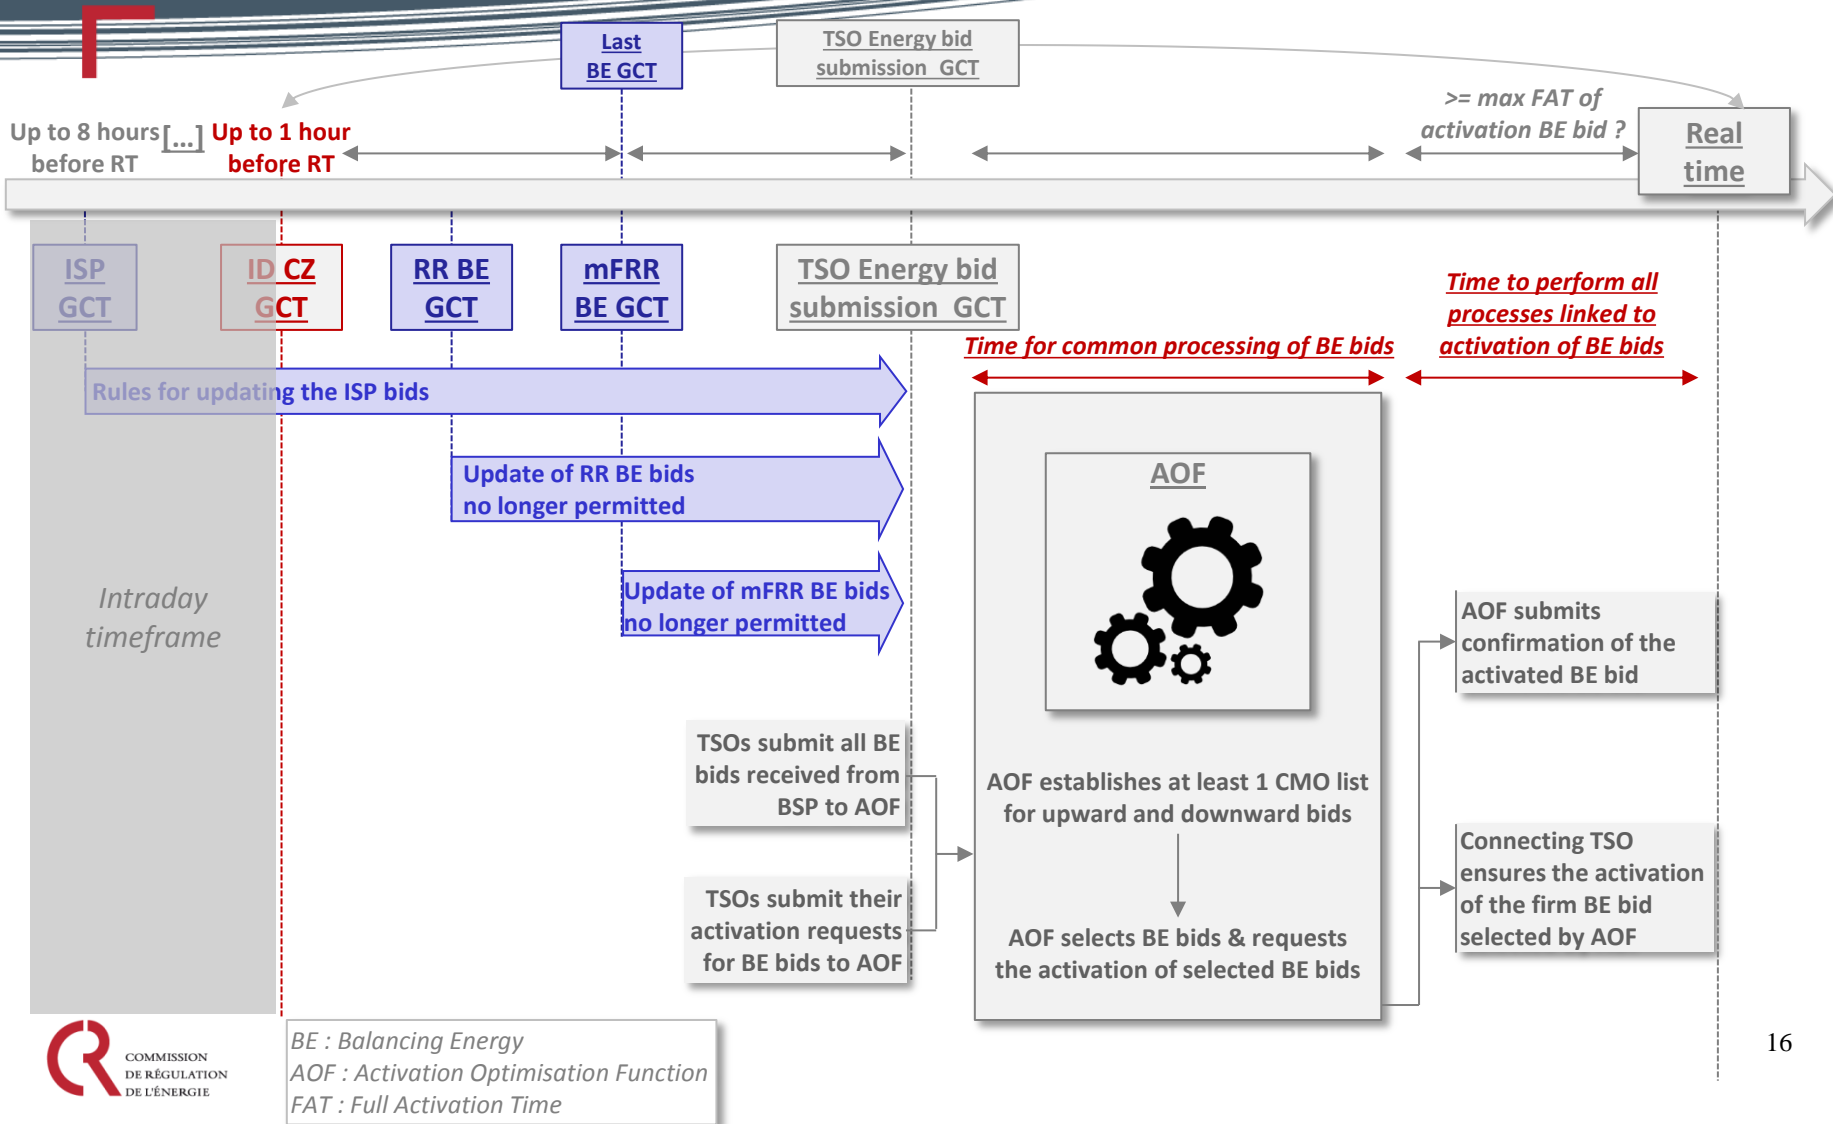 Last
BE GCT
TSO Energy bid
submission GCT
>= max FAT of
activation BE bid ?
Real
time
Up to 8 hours
before RT
[...]
Up to 1 hour
before RT
ISP
GCT
ID CZ
GCT
RR BE
GCT
mFRR
BE GCT
TSO Energy bid
submission GCT
Time for common processing of BE bids
Time to perform all
processes linked to
activation of BE bids
Rules for updating the ISP bids
Update of RR BE bids
no longer permitted
Update of mFRR BE bids
no longer permitted
Intraday
timeframe
AOF
TSOs submit all BE
bids received from
BSP to AOF
TSOs submit their
activation requests
for BE bids to AOF
AOF establishes at least 1 CMO list
for upward and downward bids
AOF selects BE bids & requests
the activation of selected BE bids
AOF submits
confirmation of the
activated BE bid
Connecting TSO
ensures the activation
of the firm BE bid
selected by AOF
COMMISSION
DE RÉGULATION
DE L'ÉNERGIE
BE : Balancing Energy
AOF : Activation Optimisation Function
FAT : Full Activation Time
16